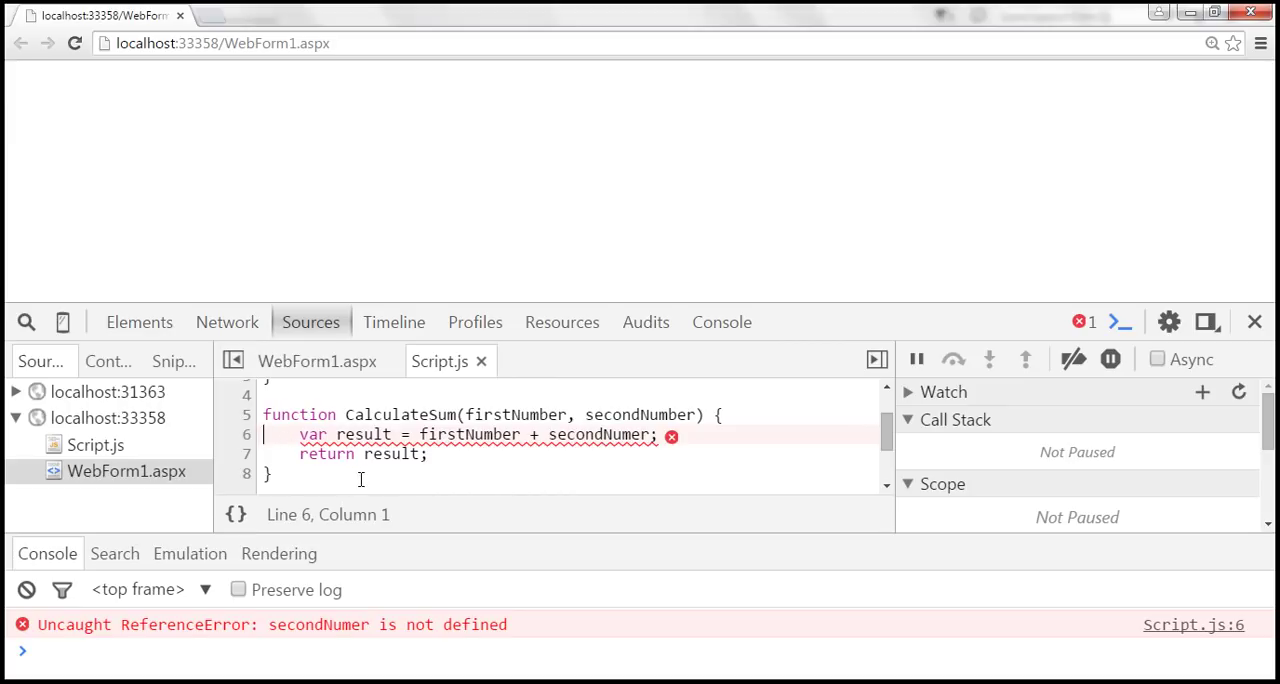 localhost:33358/WebForm
localhost:33358/WebForm1.aspx
Elements Network Sources Timeline Profiles Resources Audits Console 1
Sour... Cont... Snip... WebForm1.aspx Script.js Async
localhost:31363
localhost:33358
Script.js
WebForm1.aspx
4
5 function CalculateSum(firstNumber, secondNumber) {
6 var result = firstNumber + secondNumer;
7 return result;
8 }
{} Line 6, Column 1
Watch
Call Stack
Not Paused
Scope
Not Paused
Console Search Emulation Rendering
<top frame> Preserve log
Uncaught ReferenceError: secondNumer is not defined Script.js:6
>